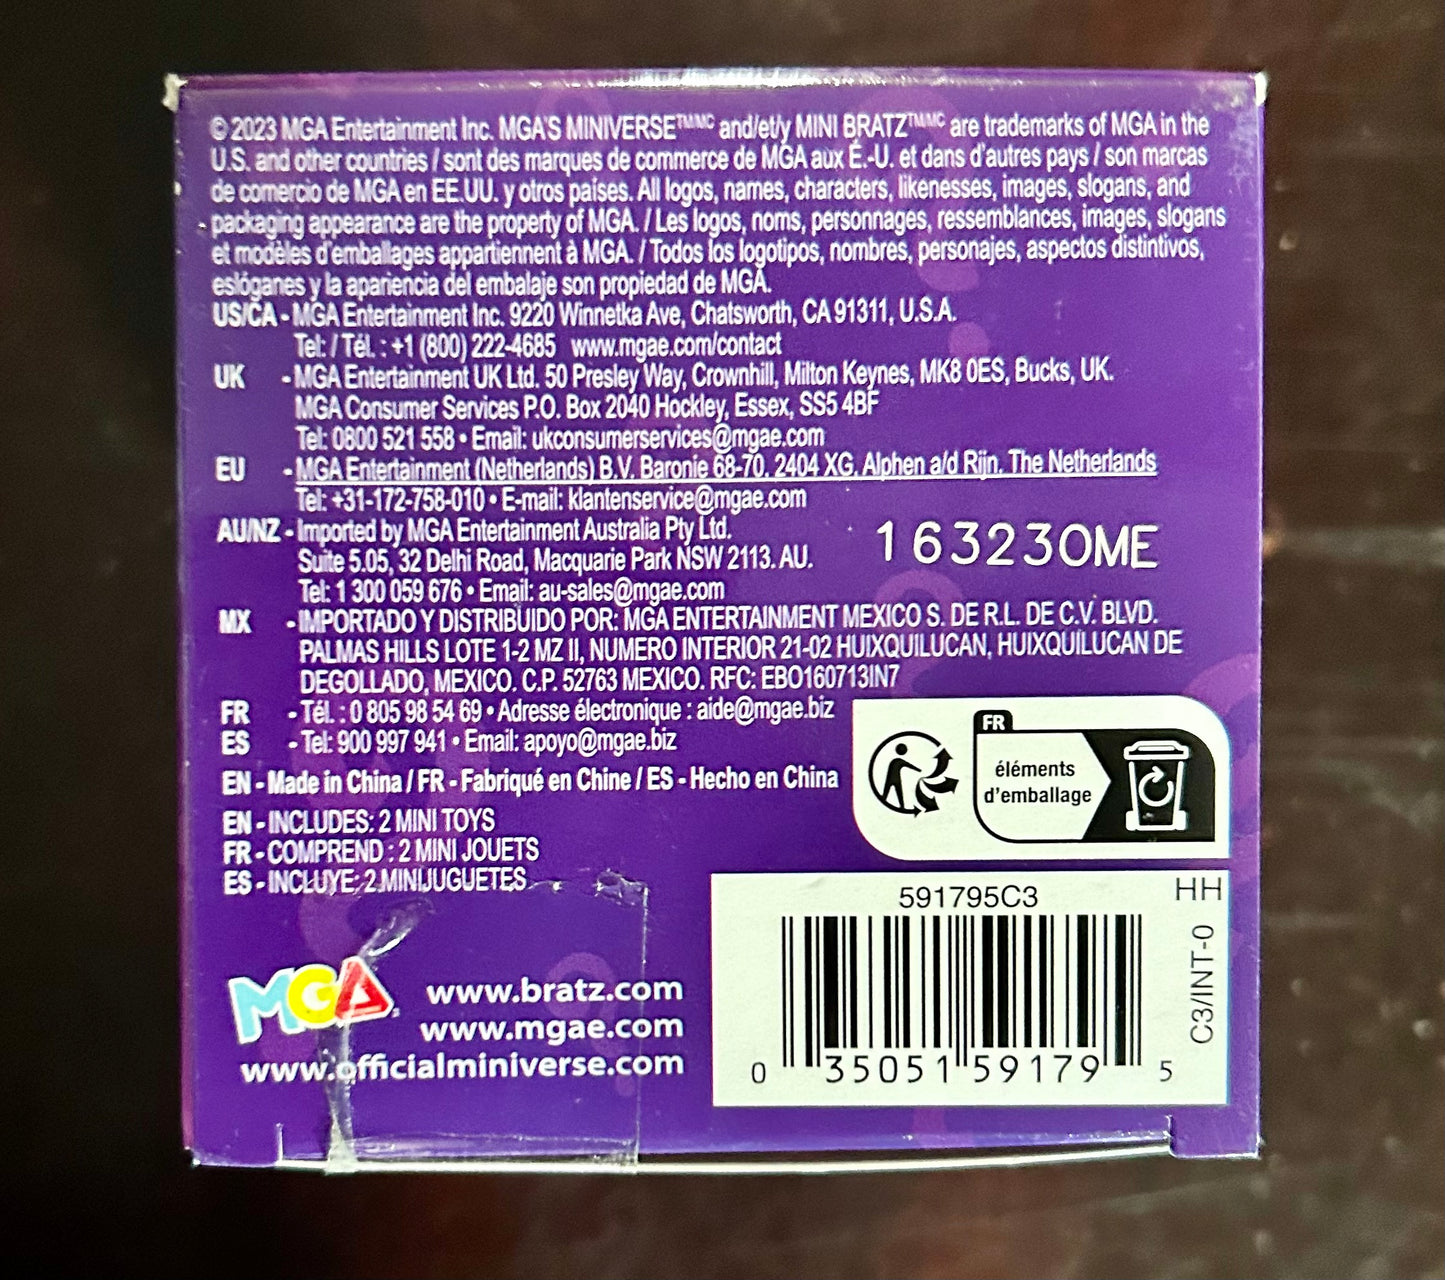 © 2023 MGA Entertainment Inc. MGA'S MINIVERSE™/MC and/et/y MINI BRATZ™/MC are trademarks of MGA in the
U.S. and other countries / sont des marques de commerce de MGA aux É.-U. et dans d'autres pays / son marcas
de comercio de MGA en EE.UU. y otros países. All logos, names, characters, likenesses, images, slogans, and
packaging appearance are the property of MGA. / Les logos, noms, personnages, ressemblances, images, slogans
et modèles d'emballages appartiennent à MGA. / Todos los logotipos, nombres, personajes, aspectos distintivos,
eslóganes y la apariencia del embalaje son propiedad de MGA.
US/CA - MGA Entertainment Inc. 9220 Winnetka Ave, Chatsworth, CA 91311, U.S.A.
Tel: / Tél. : +1 (800) 222-4685 www.mgae.com/contact
UK - MGA Entertainment UK Ltd. 50 Presley Way, Crownhill, Milton Keynes, MK8 0ES, Bucks, UK.
MGA Consumer Services P.O. Box 2040 Hockley, Essex, SS5 4BF
Tel: 0800 521 558 • Email: ukconsumerservices@mgae.com
EU - MGA Entertainment (Netherlands) B.V. Baronie 68-70, 2404 XG, Alphen a/d Rijn, The Netherlands
Tel: +31-172-758-010 • E-mail: klantenservice@mgae.com
AU/NZ - Imported by MGA Entertainment Australia Pty Ltd.
Suite 5.05, 32 Delhi Road, Macquarie Park NSW 2113. AU.
Tel: 1 300 059 676 • Email: au-sales@mgae.com
163230ME
MX - IMPORTADO Y DISTRIBUIDO POR: MGA ENTERTAINMENT MEXICO S. DE R.L. DE C.V. BLVD.
PALMAS HILLS LOTE 1-2 MZ II, NUMERO INTERIOR 21-02 HUIXQUILUCAN, HUIXQUILUCAN DE
DEGOLLADO, MEXICO. C.P. 52763 MEXICO. RFC: EBO160713IN7
FR - Tél. : 0 805 98 54 69 • Adresse électronique : aide@mgae.biz
ES - Tel: 900 997 941 • Email: apoyo@mgae.biz
EN - Made in China / FR - Fabriqué en Chine / ES - Hecho en China
FR
éléments
d'emballage
EN - INCLUDES: 2 MINI TOYS
FR - COMPREND : 2 MINI JOUETS
ES - INCLUYE: 2 MINIJUGUETES
MGA
www.bratz.com
www.mgae.com
www.officialminiverse.com
591795C3
HH
C3/INT-0
0 35051 59179 5